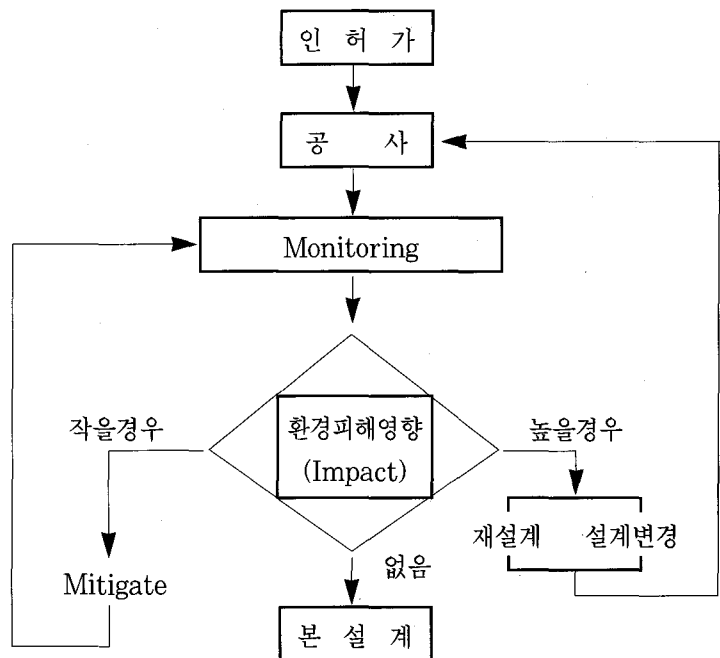 인 허 가
공 사
Monitoring
작을경우
환경피해영향
(Impact)
높을경우
재설계 설계변경
Mitigate
없음
본 설 계